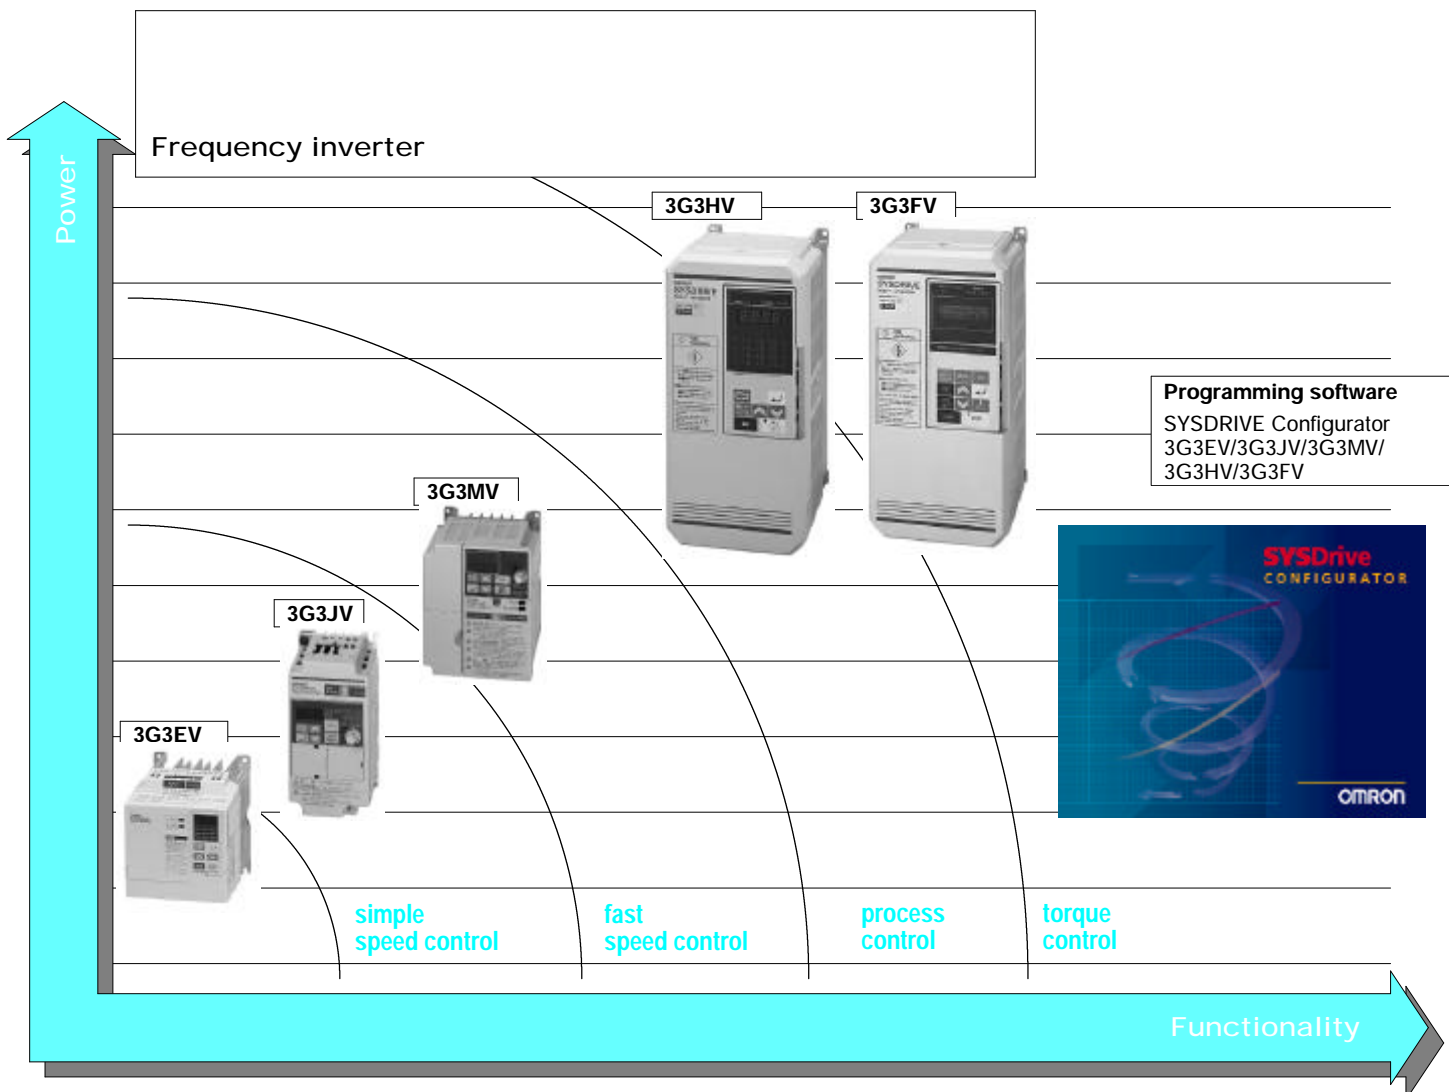 Frequency inverter
Power
3G3HV
3G3FV
SYSDRIVE
Programming software
SYSDRIVE Configurator
3G3EV/3G3JV/3G3MV/
3G3HV/3G3FV
3G3MV
SYSDrive
CONFIGURATOR
3G3JV
3G3EV
OMRON
simple
speed control
fast
speed control
process
control
torque
control
Functionality